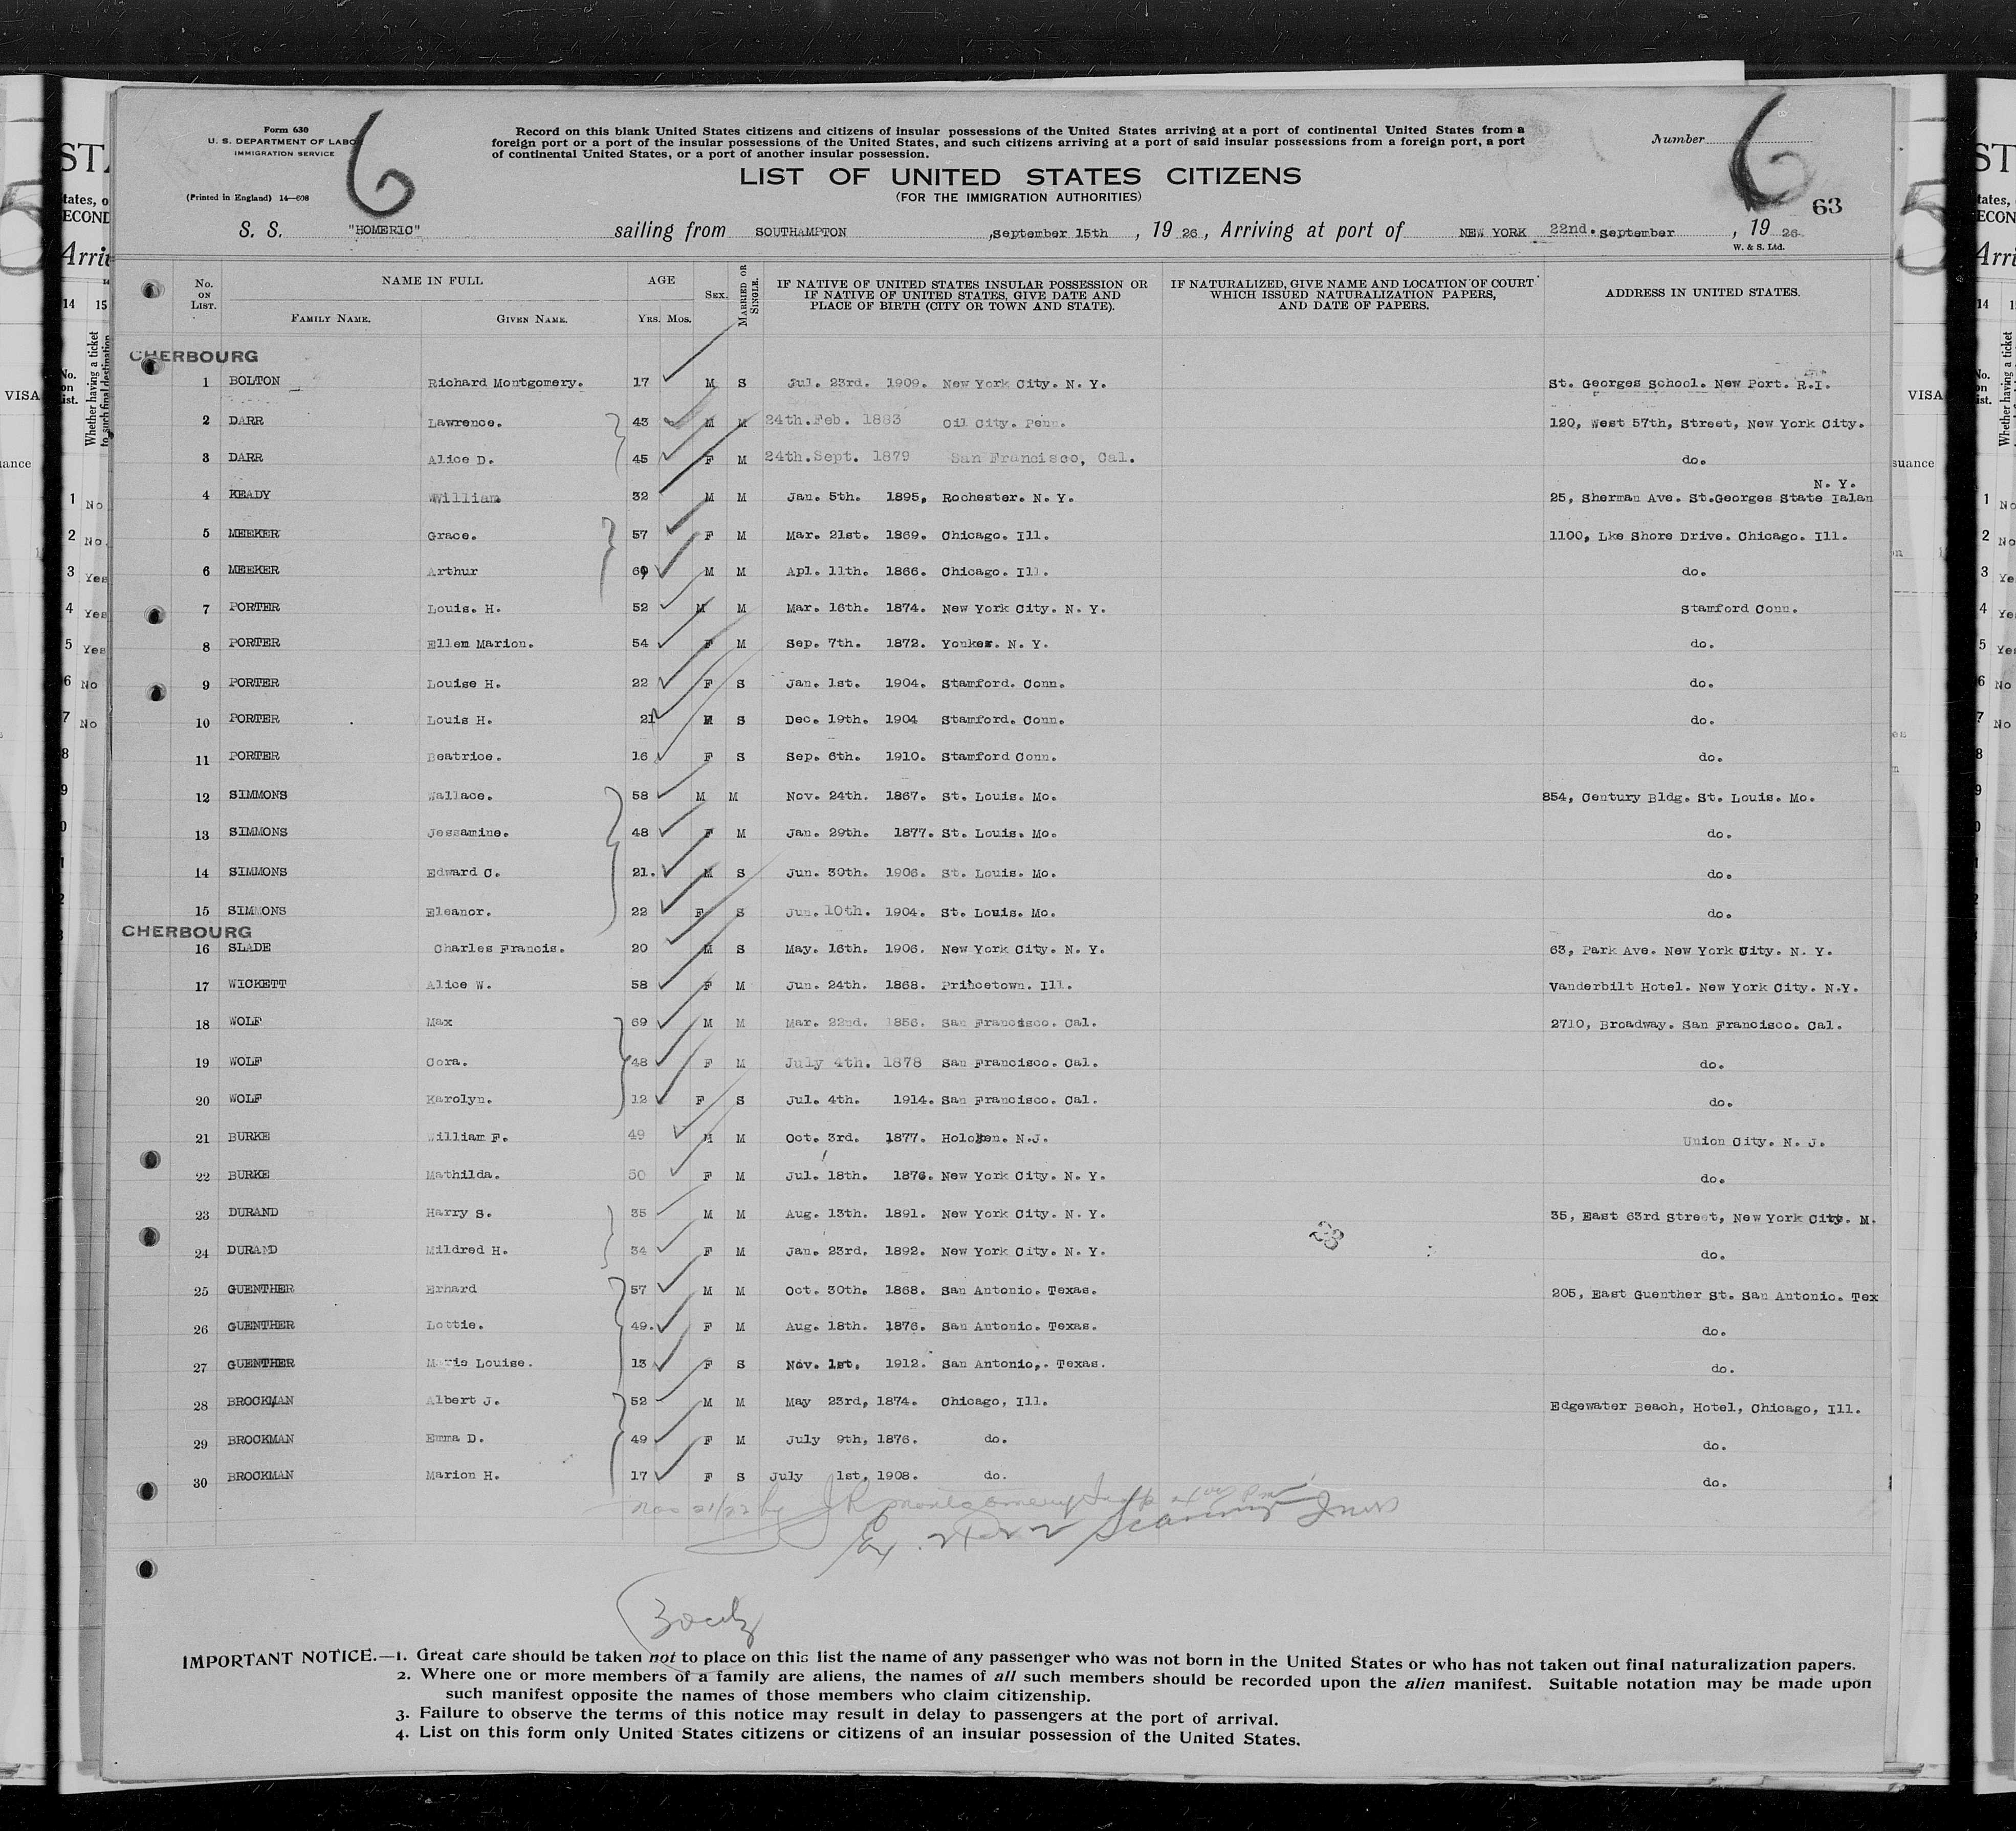 Form 630
U. S. DEPARTMENT OF LABO
IMMIGRATION SERVICE
(Printed in England) 14—608
6
Record on this blank United States citizens and citizens of insular possessions of the United States arriving at a port of continental United States from a
foreign port or a port of the insular possessions of the United States, and such citizens arriving at a port of said insular possessions from a foreign port, a port
of continental United States, or a port of another insular possession.
Number
6
63
LIST OF UNITED STATES CITIZENS
(FOR THE IMMIGRATION AUTHORITIES)
S. S. "HOMERIC" sailing from SOUTHAMPTON ,September 15th , 19 26 , Arriving at port of NEW YORK 22nd. September , 19 26
W. & S. Ltd.
No. ON LIST. NAME IN FULL FAMILY NAME. GIVEN NAME. AGE YRS. MOS. SEX. MARRIED OR SINGLE. IF NATIVE OF UNITED STATES INSULAR POSSESSION OR IF NATIVE OF UNITED STATES, GIVE DATE AND PLACE OF BIRTH (CITY OR TOWN AND STATE). IF NATURALIZED, GIVE NAME AND LOCATION OF COURT WHICH ISSUED NATURALIZATION PAPERS, AND DATE OF PAPERS. ADDRESS IN UNITED STATES.
CHERBOURG
1 BOLTON Richard Montgomery. 17 M S Jul. 23rd. 1909. New York City. N. Y. St. Georges School. New Port. R.I.
2 DARR Lawrence. 43 M M 24th.Feb. 1883 Oil City. Penn. 120, West 57th, Street, New York City.
3 DARR Alice D. 45 F M 24th.Sept. 1879 San Francisco, Cal. do.
4 KEADY William 32 M M Jan. 5th. 1895, Rochester. N. Y. 25, Sherman Ave. St.Georges State Ialan N. Y.
5 MEEKER Grace. 57 F M Mar. 21st. 1869. Chicago. Ill. 1100, Lke Shore Drive. Chicago. Ill.
6 MEEKER Arthur 60 M M Apl. 11th. 1866. Chicago. Ill. do.
7 PORTER Louis. H. 52 M M Mar. 16th. 1874. New York City. N. Y. Stamford Conn.
8 PORTER Ellen Marion. 54 F M Sep. 7th. 1872. Yonker. N. Y. do.
9 PORTER Louise H. 22 F S Jan. 1st. 1904. Stamford. Conn. do.
10 PORTER Louis H. 21 M S Dec. 19th. 1904 Stamford. Conn. do.
11 PORTER Beatrice. 16 F S Sep. 6th. 1910. Stamford Conn. do.
12 SIMMONS Wallace. 58 M M Nov. 24th. 1867. St. Louis. Mo. 854, Century Bldg. St. Louis. Mo.
13 SIMMONS Jessamine. 48 F M Jan. 29th. 1877. St. Louis. Mo. do.
14 SIMMONS Edward C. 21. M S Jun. 30th. 1906. St. Louis. Mo. do.
15 SIMMONS Eleanor. 22 F S Jun. 10th. 1904. St. Louis. Mo. do.
CHERBOURG
16 SLADE Charles Francis. 20 M S May. 16th. 1906. New York City. N. Y. 63, Park Ave. New York City. N. Y.
17 WICKETT Alice W. 58 F M Jun. 24th. 1868. Princetown. Ill. Vanderbilt Hotel. New York City. N.Y.
18 WOLF Max 69 M M Mar. 22nd. 1856. San Francisco. Cal. 2710, Broadway. San Francisco. Cal.
19 WOLF Cora. 48 F M July 4th. 1878 San Francisco. Cal. do.
20 WOLF Karolyn. 12 F S Jul. 4th. 1914. San Francisco. Cal. do.
21 BURKE William F. 49 M M Oct. 3rd. 1877. Holoken. N.J. Union City. N. J.
22 BURKE Mathilda. 50 F M Jul. 18th. 1876. New York City. N. Y. do.
23 DURAND Harry S. 35 M M Aug. 13th. 1891. New York City. N. Y. 35, East 63rd Street, New York City. N.
24 DURAND Mildred H. 34 F M Jan. 23rd. 1892. New York City. N. Y. do.
25 GUENTHER Erhard 57 M M Oct. 30th. 1868. San Antonio. Texas. 205, East Guenther St. San Antonio. Tex
26 GUENTHER Lottie. 49. F M Aug. 18th. 1876. San Antonio. Texas. do.
27 GUENTHER Marie Louise. 13 F S Nov. 1st. 1912. San Antonio,. Texas. do.
28 BROCKMAN Albert J. 52 M M May 23rd, 1874. Chicago, Ill. Edgewater Beach, Hotel, Chicago, Ill.
29 BROCKMAN Emma D. 49 F M July 9th, 1876. do. do.
30 BROCKMAN Marion H. 17 F S July 1st, 1908. do. do.
IMPORTANT NOTICE.—1. Great care should be taken not to place on this list the name of any passenger who was not born in the United States or who has not taken out final naturalization papers.
2. Where one or more members of a family are aliens, the names of all such members should be recorded upon the alien manifest. Suitable notation may be made upon
such manifest opposite the names of those members who claim citizenship.
3. Failure to observe the terms of this notice may result in delay to passengers at the port of arrival.
4. List on this form only United States citizens or citizens of an insular possession of the United States.